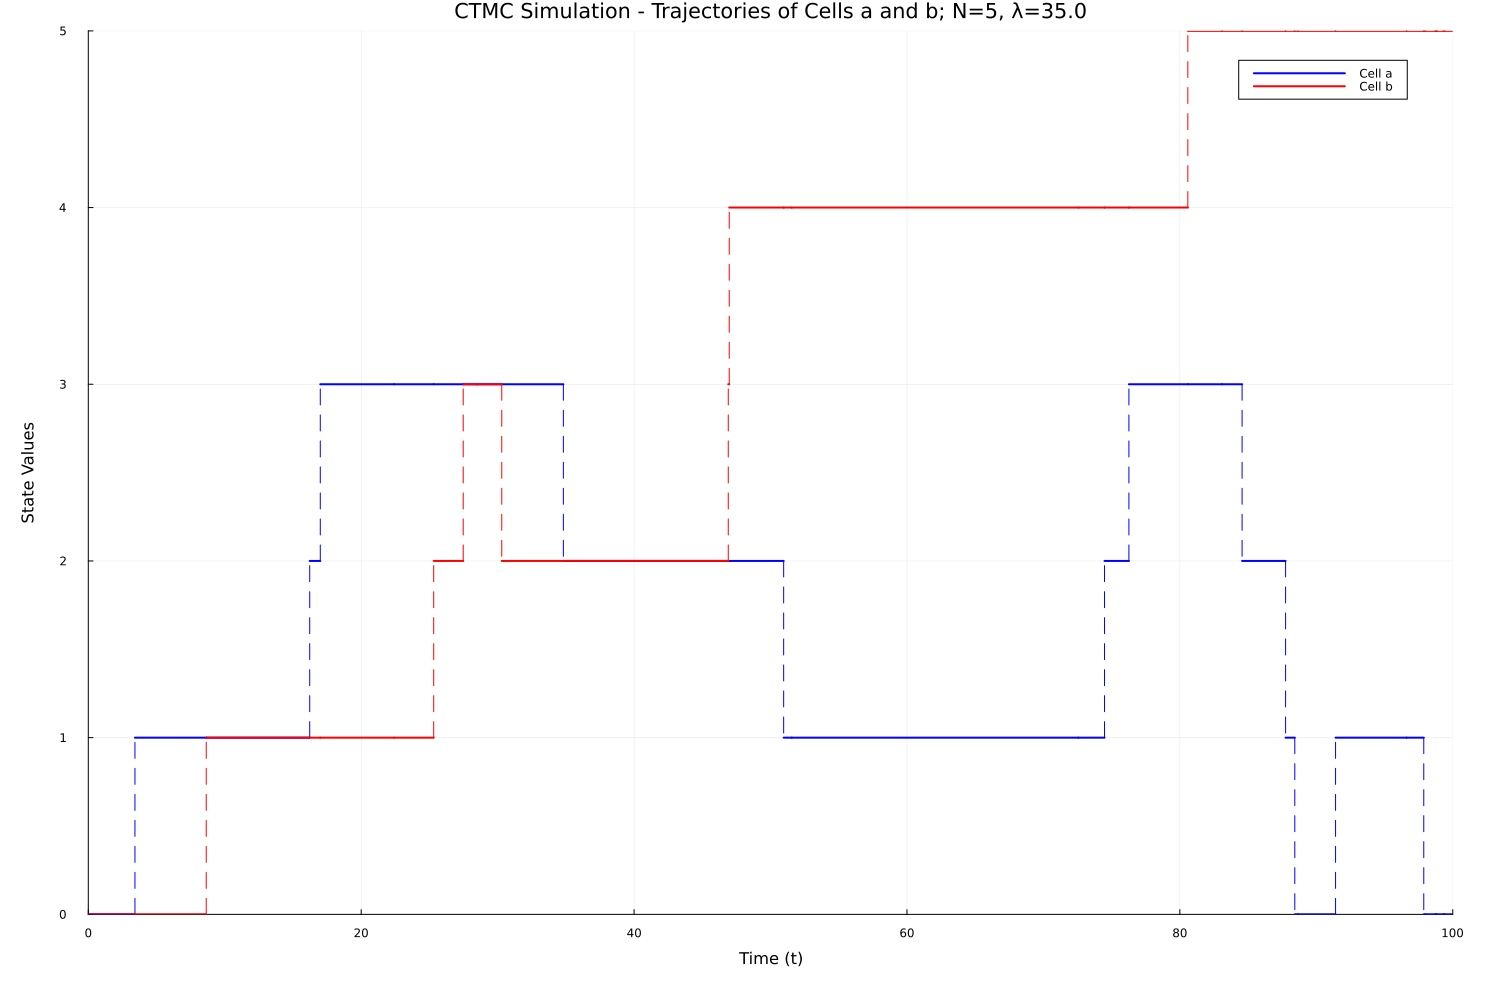 CTMC Simulation - Trajectories of Cells a and b; N=5, λ=35.0
5
Cell a
Cell b
4
3
State Values
2
1
0
0 20 40 60 80 100
Time (t)